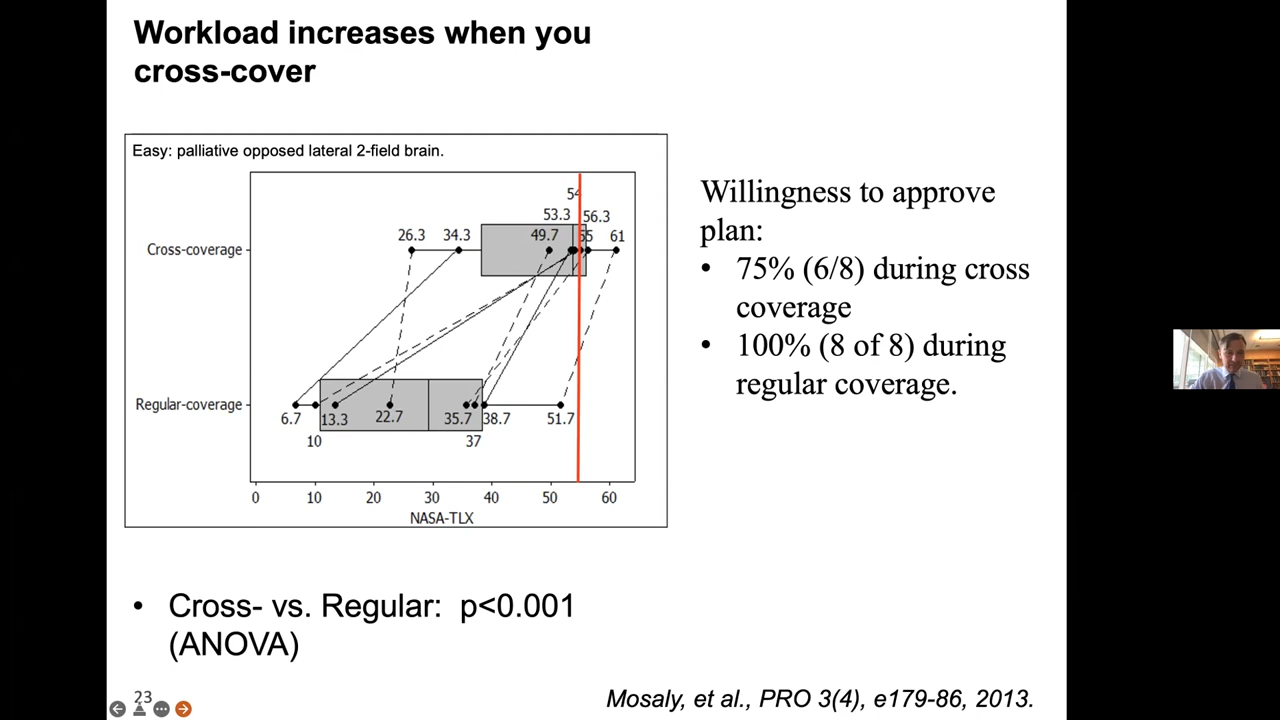 Workload increases when you
cross-cover
Easy: palliative opposed lateral 2-field brain.
54
53.3 56.3
26.3 34.3 49.7 55 61
Cross-coverage
Regular-coverage
6.7 13.3 22.7 35.7 38.7 51.7
10 37
0 10 20 30 40 50 60
NASA-TLX
Willingness to approve
plan:
• 75% (6/8) during cross
coverage
• 100% (8 of 8) during
regular coverage.
• Cross- vs. Regular: p<0.001
(ANOVA)
23
Mosaly, et al., PRO 3(4), e179-86, 2013.